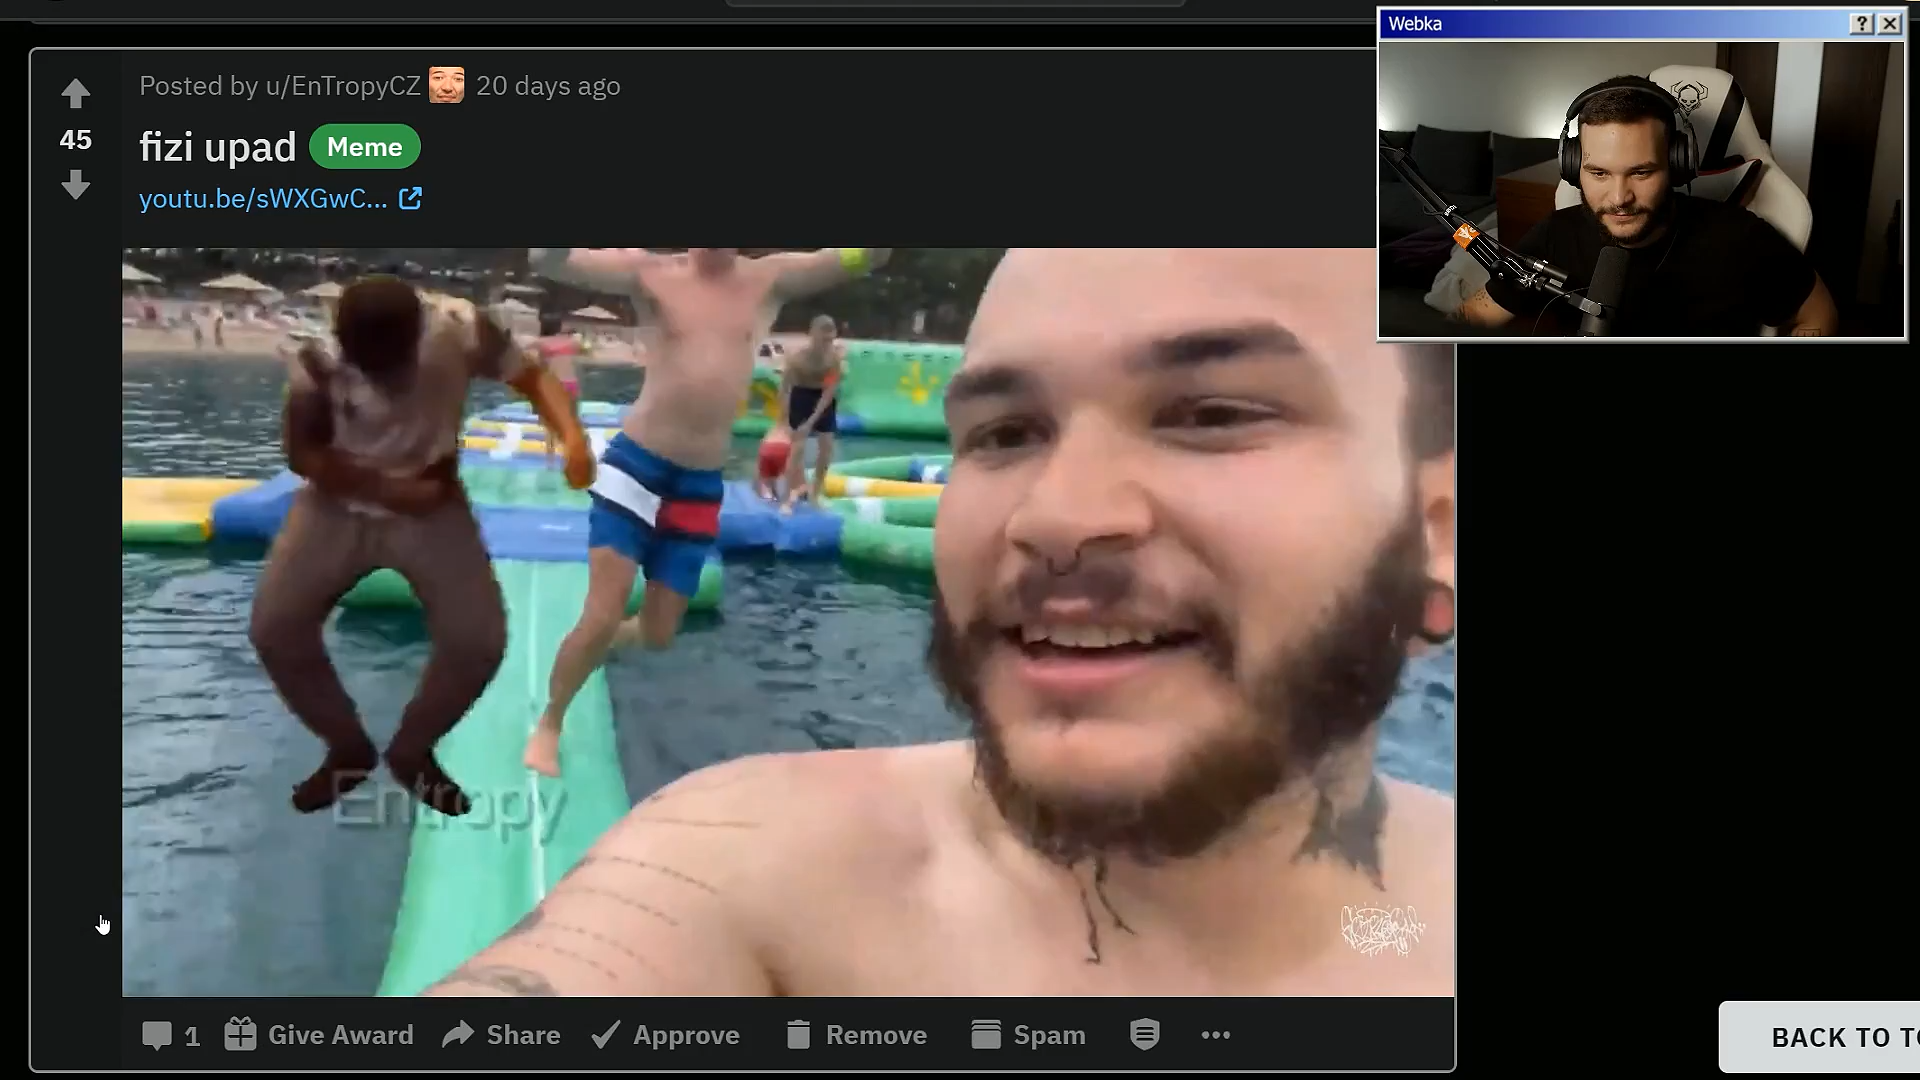 Webka
Posted by u/EnTropyCZ 20 days ago
45
fizi upad Meme
youtu.be/sWXGwC...
Entropy
1 Give Award Share Approve Remove Spam
BACK TO